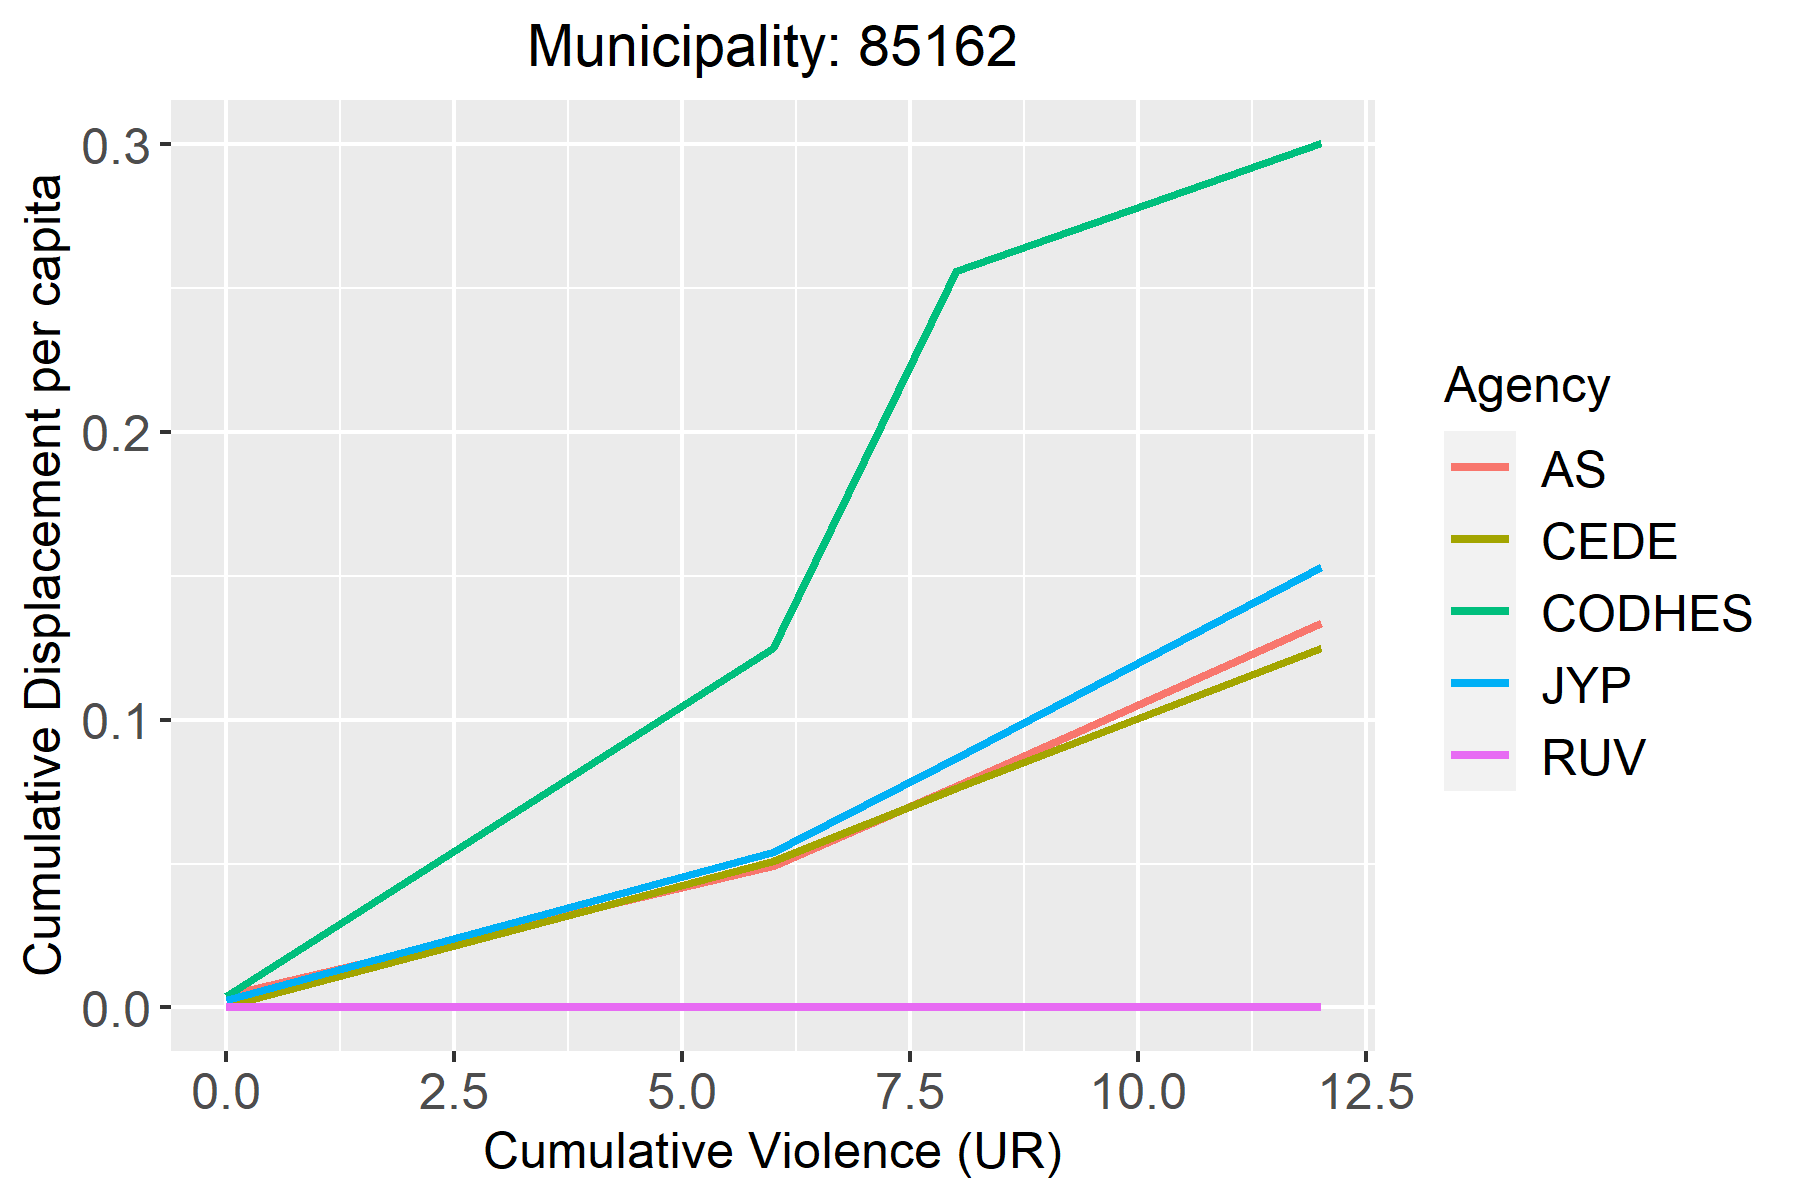 Municipality: 85162
Cumulative Displacement per capita
0.3
0.2
0.1
0.0
0.0 2.5 5.0 7.5 10.0 12.5
Cumulative Violence (UR)
Agency
AS
CEDE
CODHES
JYP
RUV